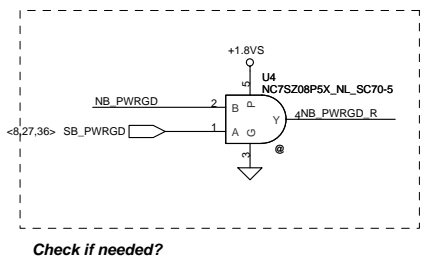 +1.8VS
U4
NC7SZ08P5X_NL_SC70-5
5
P
NB_PWRGD
2
B
Y
4
NB_PWRGD_R
<8,27,36>
SB_PWRGD
1
A
G
3
@
Check if needed?